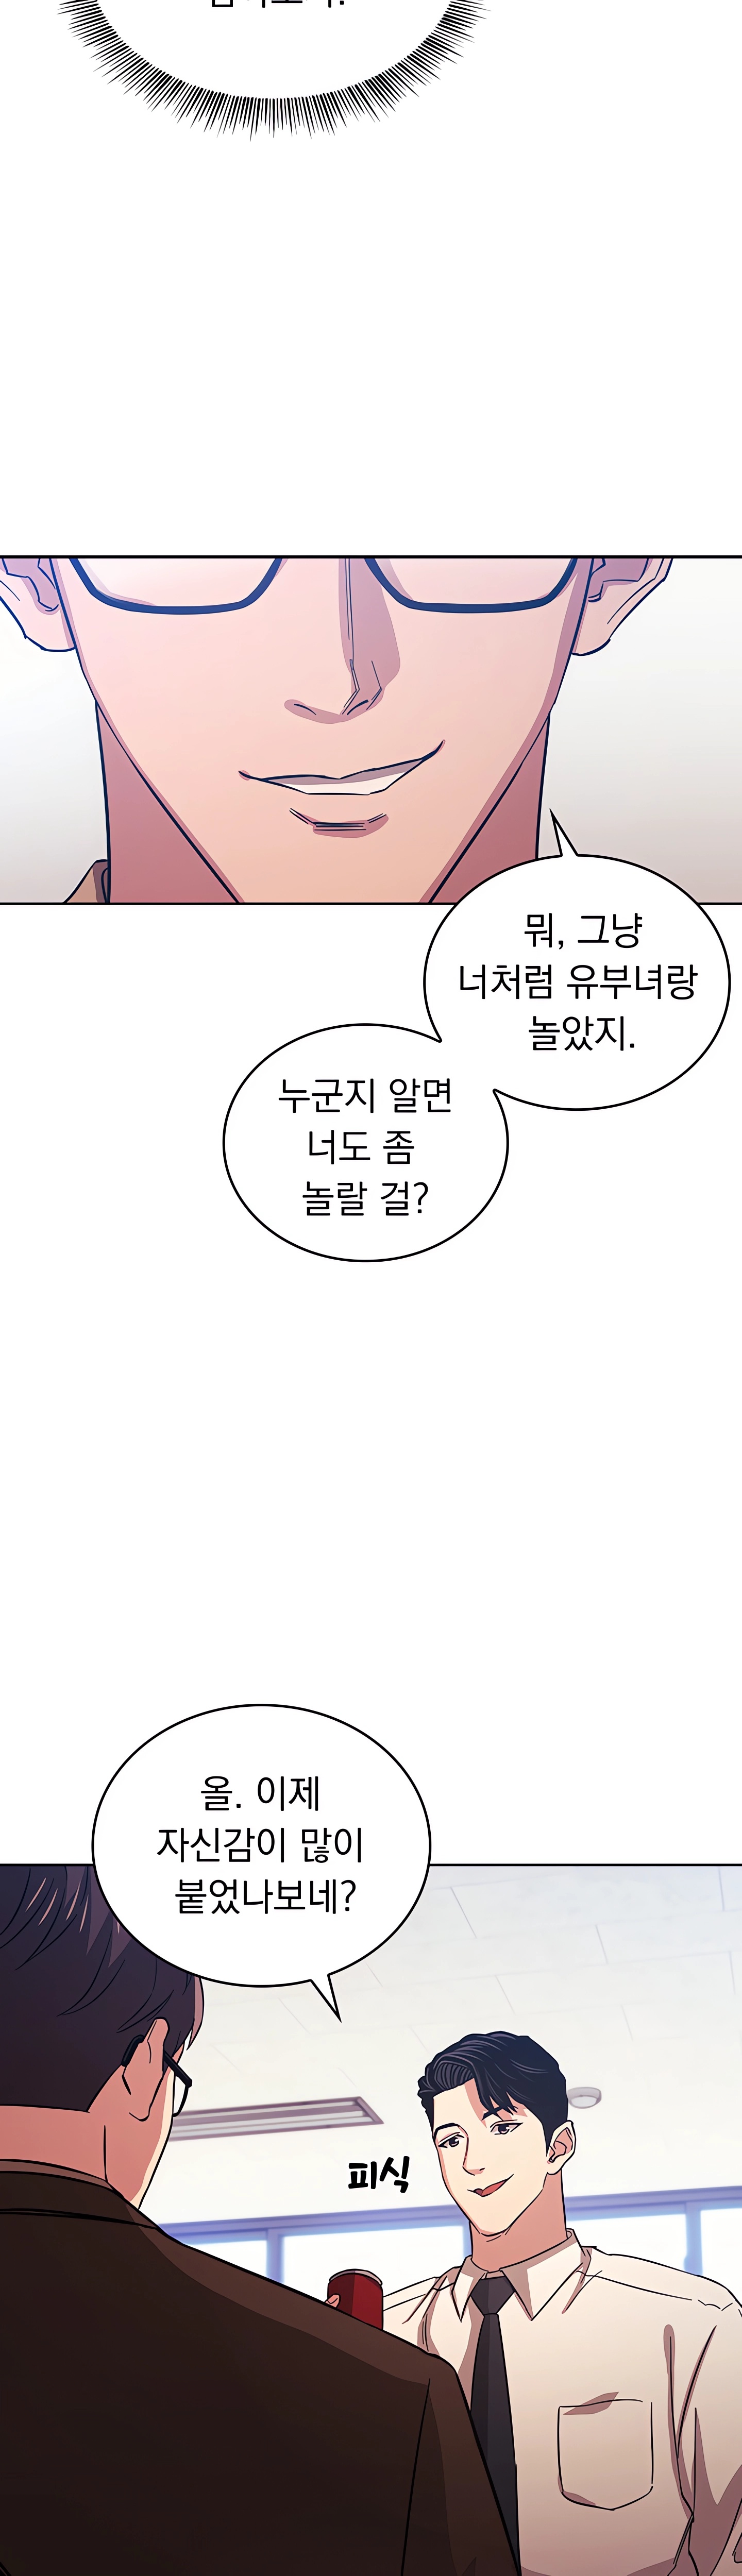 뭐, 그냥
너처럼 유부녀랑
놀았지.
누군지 알면
너도 좀
놀랄 걸?
올. 이제
자신감이 많이
붙었나보네?
피식